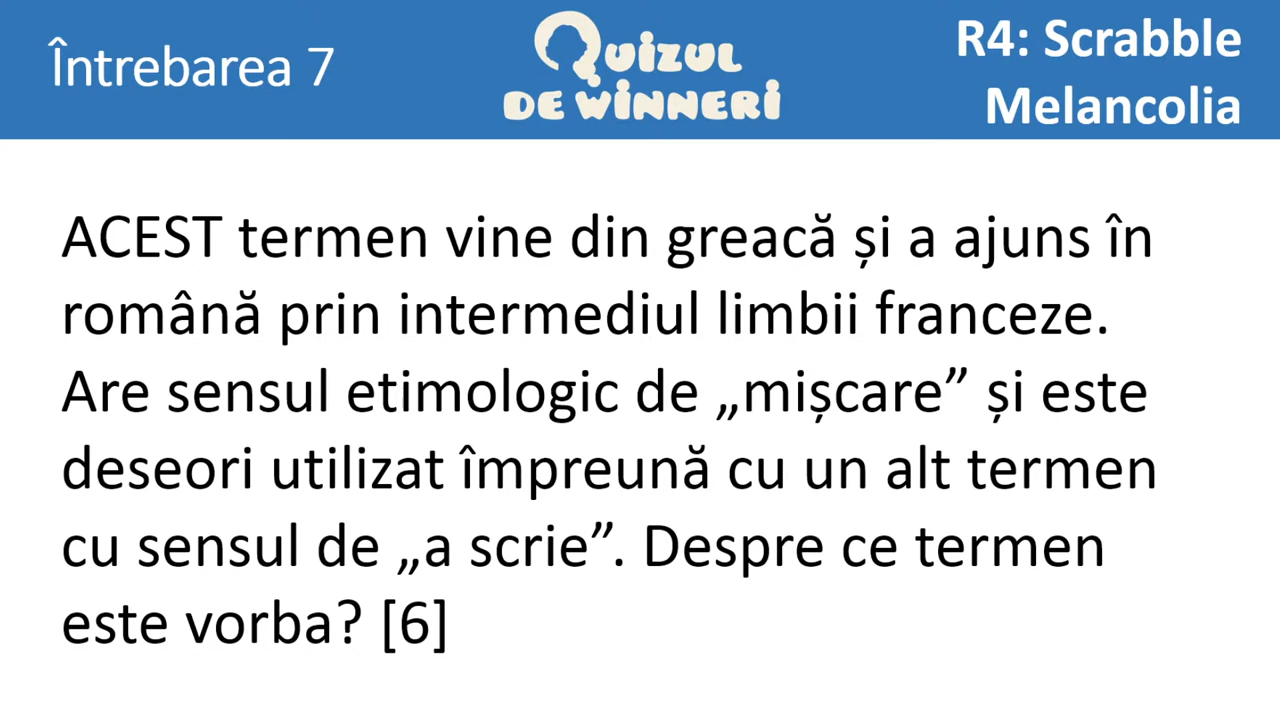 Întrebarea 7
QUIZUL
DE WINNERI
R4: Scrabble
Melancolia
ACEST termen vine din greacă și a ajuns în
română prin intermediul limbii franceze.
Are sensul etimologic de „mișcare” și este
deseori utilizat împreună cu un alt termen
cu sensul de „a scrie”. Despre ce termen
este vorba? [6]